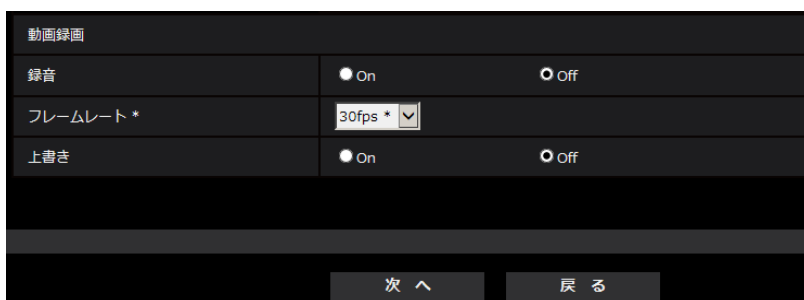 動画録画
録音 On Off
フレームレート * 30fps *
上書き On Off
次 へ 戻 る